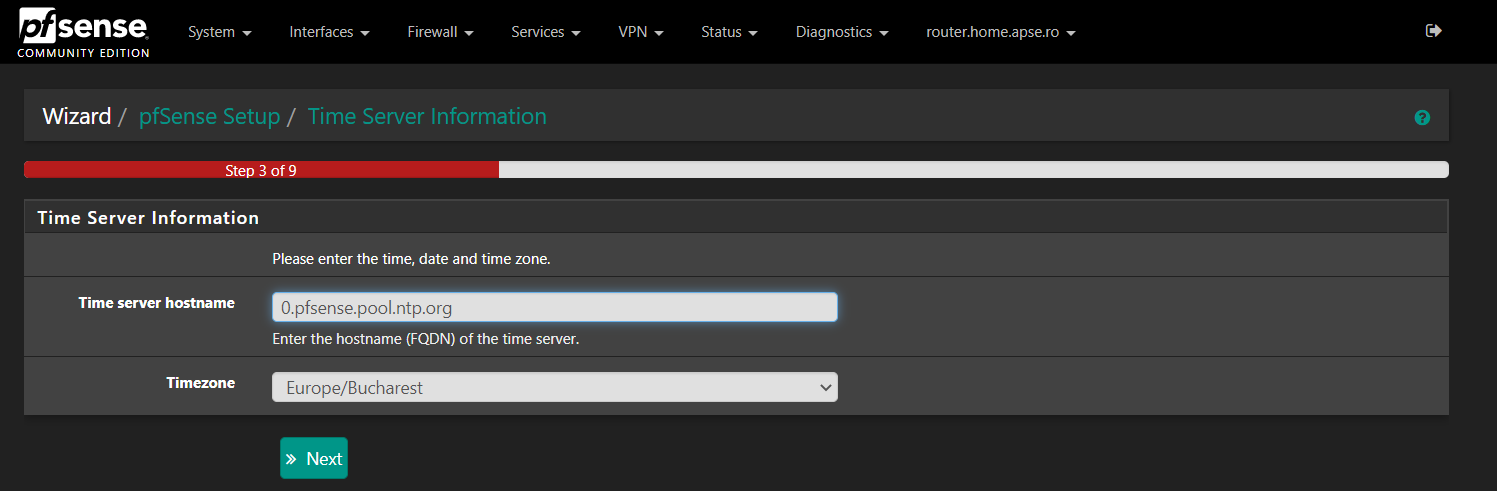 pfsense
COMMUNITY EDITION
System Interfaces Firewall Services VPN Status Diagnostics router.home.apse.ro
Wizard / pfSense Setup / Time Server Information
Step 3 of 9
Time Server Information
Please enter the time, date and time zone.
Time server hostname 0.pfsense.pool.ntp.org
Enter the hostname (FQDN) of the time server.
Timezone Europe/Bucharest
» Next